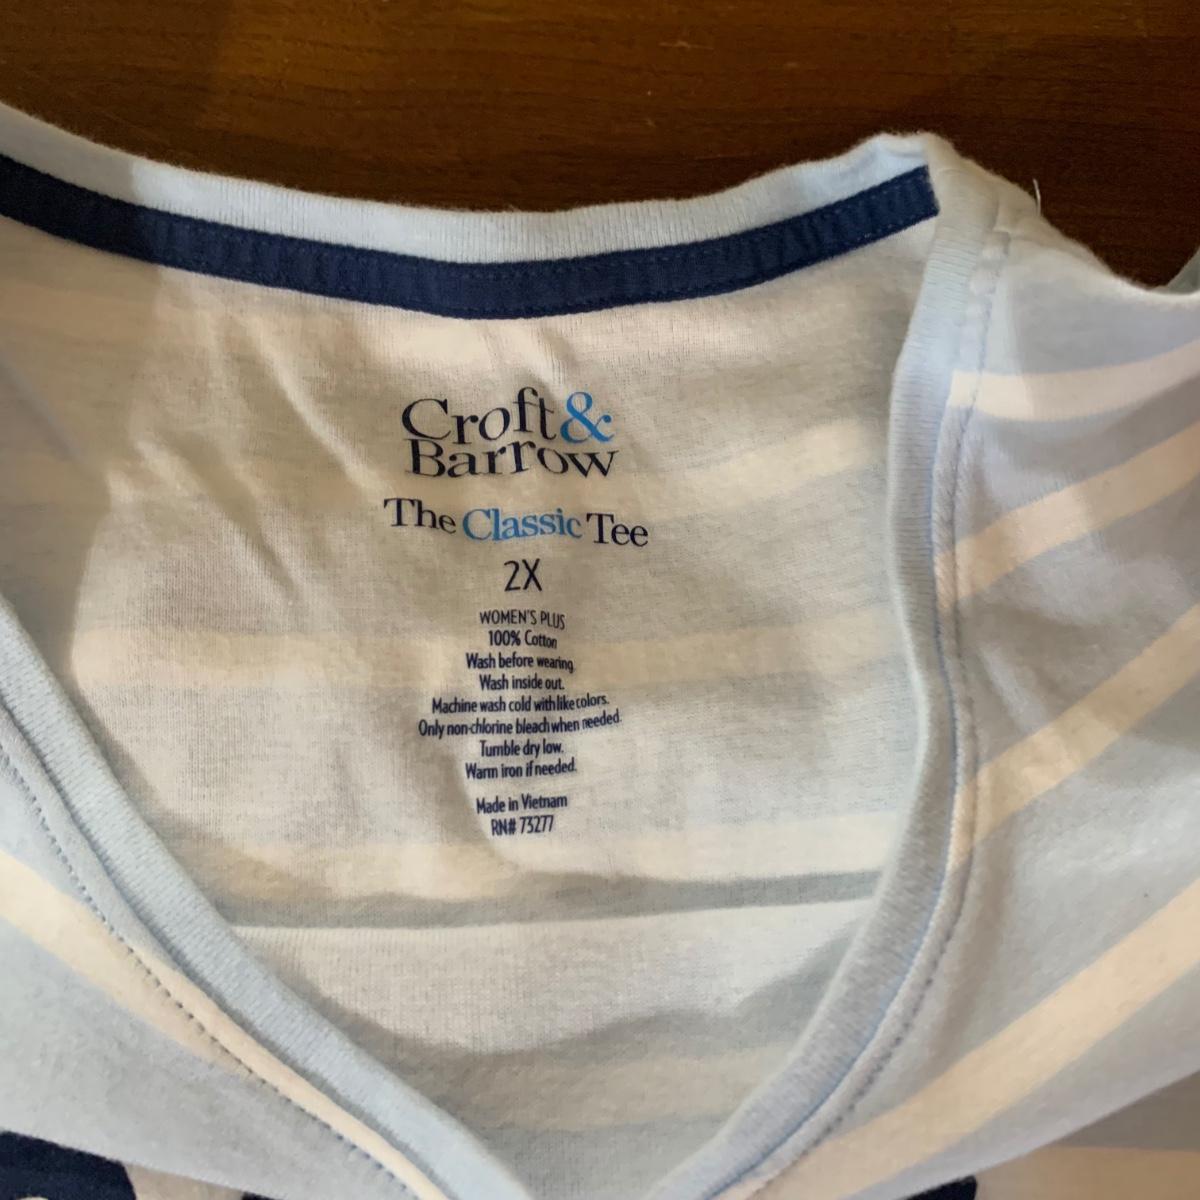 Croft&
Barrow
The Classic Tee
2X
WOMEN'S PLUS
100% Cotton
Wash before wearing.
Wash inside out.
Machine wash cold with like colors.
Only non-chlorine bleach when needed.
Tumble dry low.
Warm iron if needed.
Made in Vietnam
RN# 73277